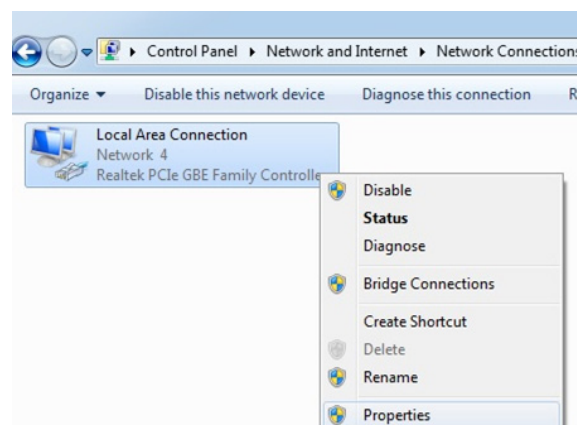 Control Panel ▸ Network and Internet ▸ Network Connections
Organize ▾ Disable this network device Diagnose this connection R
Local Area Connection
Network 4
Realtek PCIe GBE Family Controlle
Disable
Status
Diagnose
Bridge Connections
Create Shortcut
Delete
Rename
Properties